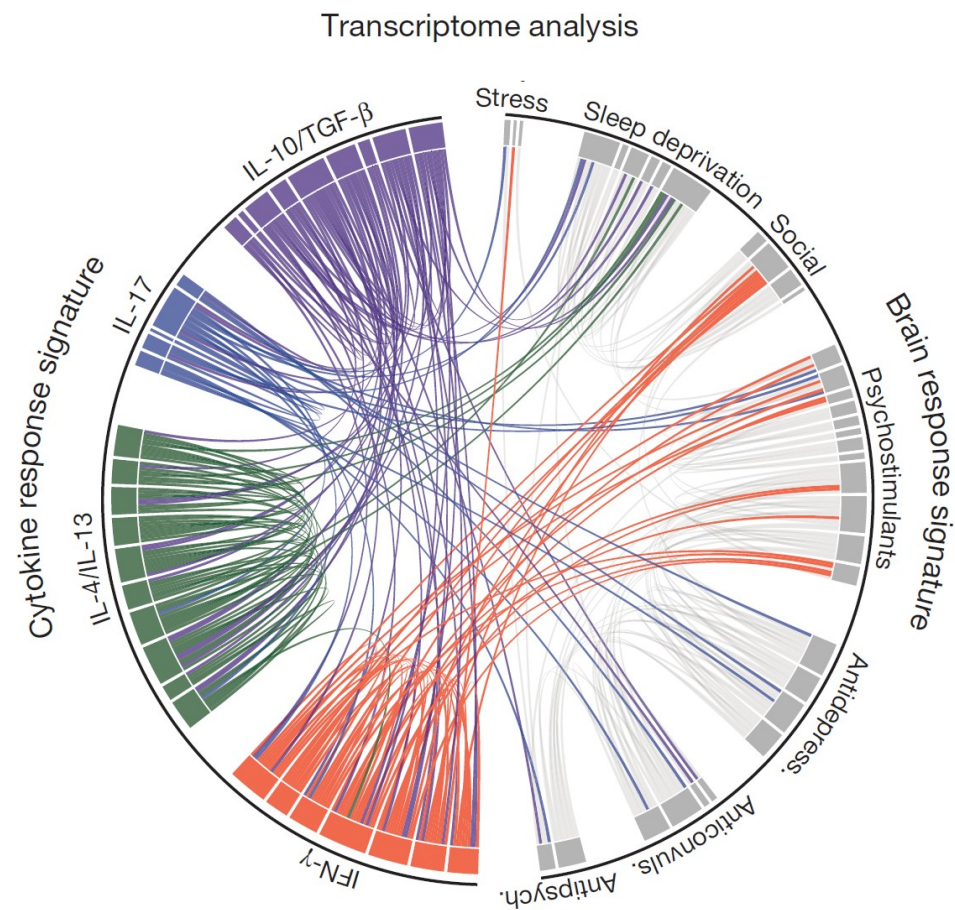 Transcriptome analysis
Stress
Sleep deprivation
Social
Psychostimulants
Antidepress.
Anticonvuls.
Antipsych.
Brain response signature
IL-10/TGF-β
IL-17
IL-4/IL-13
IFN-γ
Cytokine response signature